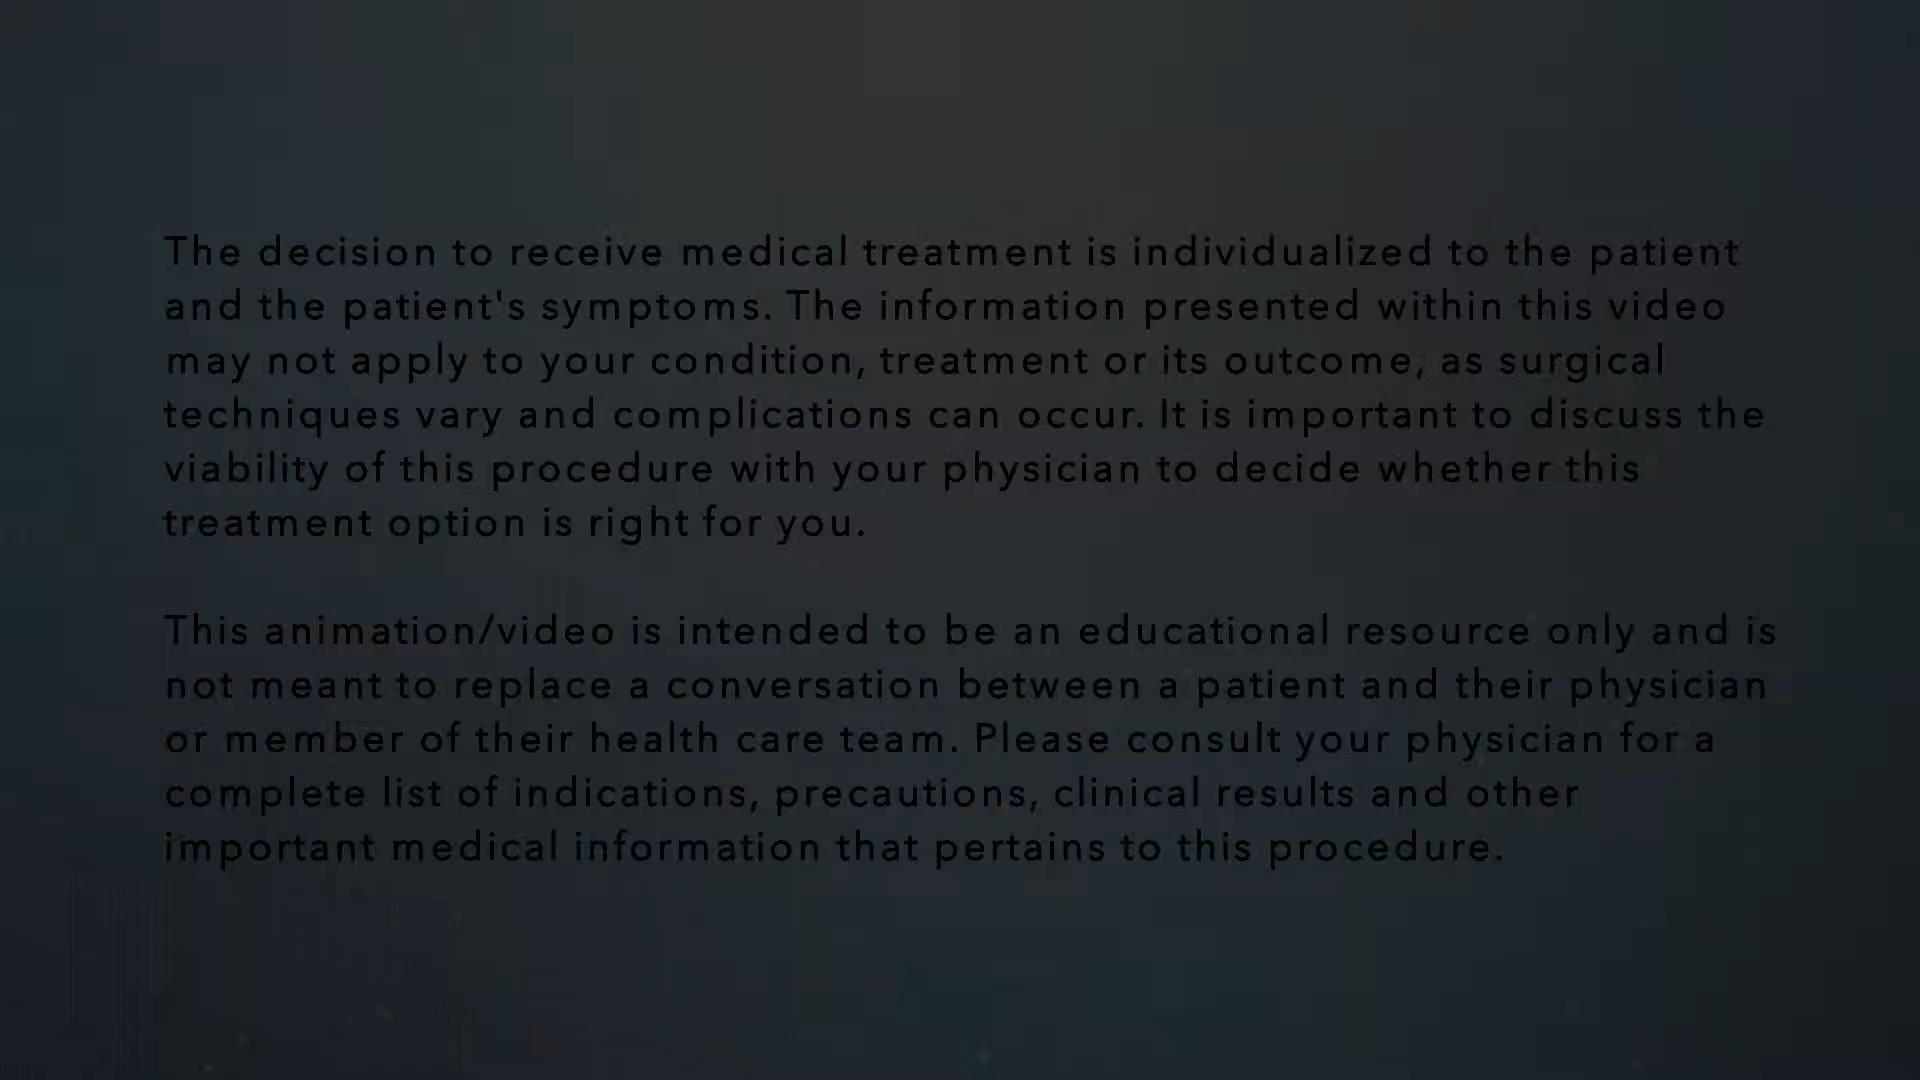 The decision to receive medical treatment is individualized to the patient
and the patient's symptoms. The information presented within this video
may not apply to your condition, treatment or its outcome, as surgical
techniques vary and complications can occur. It is important to discuss the
viability of this procedure with your physician to decide whether this
treatment option is right for you.
This animation/video is intended to be an educational resource only and is
not meant to replace a conversation between a patient and their physician
or member of their health care team. Please consult your physician for a
complete list of indications, precautions, clinical results and other
important medical information that pertains to this procedure.